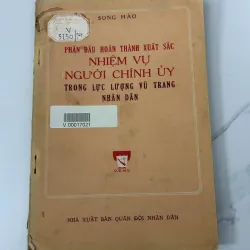 SONG HÀO
PHẤN ĐẤU HOÀN THÀNH XUẤT SẮC
NHIỆM VỤ
NGƯỜI CHÍNH ỦY
TRONG LỰC LƯỢNG VŨ TRANG
NHÂN DÂN
V.00017021
NHÀ XUẤT BẢN QUÂN ĐỘI NHÂN DÂN